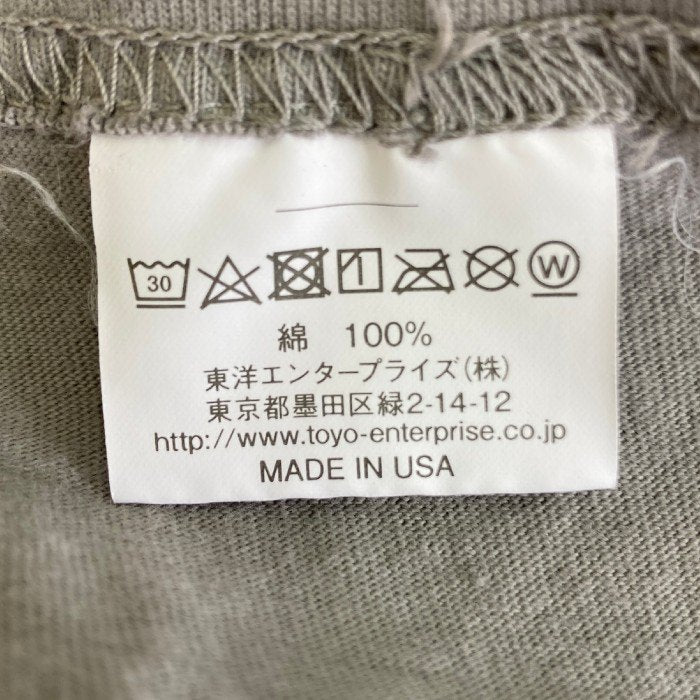 30 W
綿 100%
東洋エンタープライズ(株)
東京都墨田区緑2-14-12
http://www.toyo-enterprise.co.jp
MADE IN USA